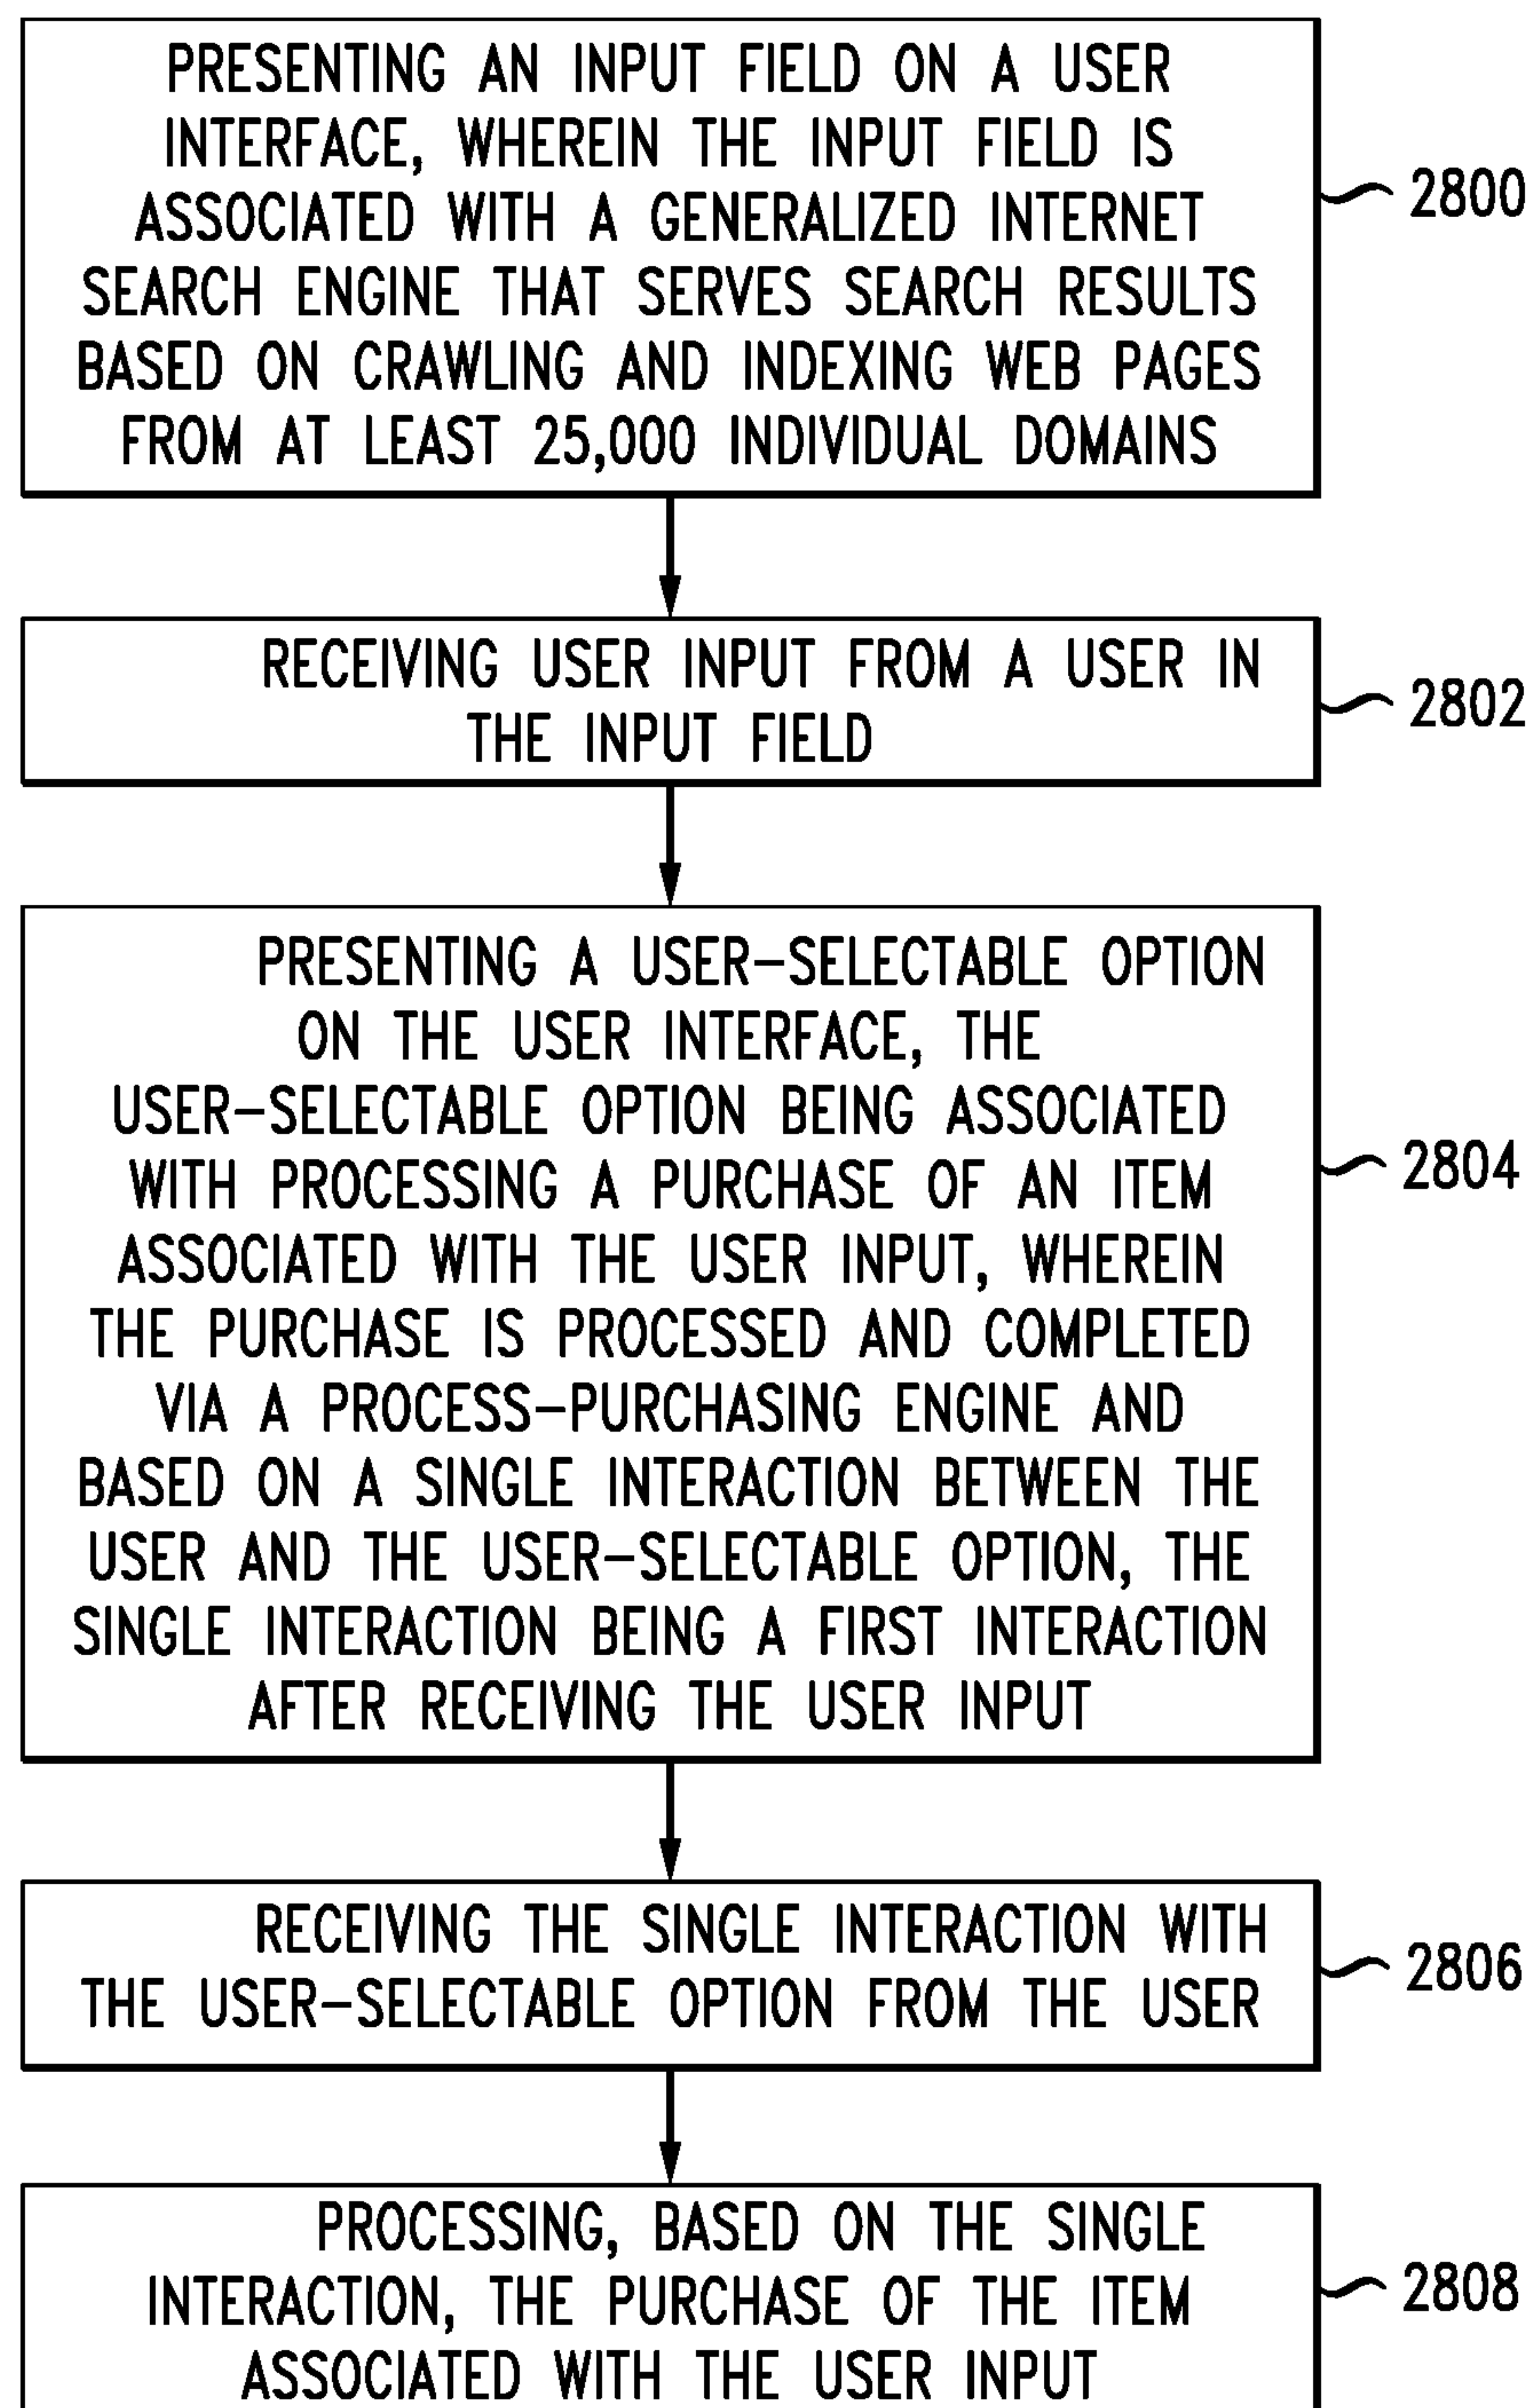 PRESENTING AN INPUT FIELD ON A USER
INTERFACE, WHEREIN THE INPUT FIELD IS
ASSOCIATED WITH A GENERALIZED INTERNET
SEARCH ENGINE THAT SERVES SEARCH RESULTS
BASED ON CRAWLING AND INDEXING WEB PAGES
FROM AT LEAST 25,000 INDIVIDUAL DOMAINS
2800
RECEIVING USER INPUT FROM A USER IN
THE INPUT FIELD
2802
PRESENTING A USER-SELECTABLE OPTION
ON THE USER INTERFACE, THE
USER-SELECTABLE OPTION BEING ASSOCIATED
WITH PROCESSING A PURCHASE OF AN ITEM
ASSOCIATED WITH THE USER INPUT, WHEREIN
THE PURCHASE IS PROCESSED AND COMPLETED
VIA A PROCESS-PURCHASING ENGINE AND
BASED ON A SINGLE INTERACTION BETWEEN THE
USER AND THE USER-SELECTABLE OPTION, THE
SINGLE INTERACTION BEING A FIRST INTERACTION
AFTER RECEIVING THE USER INPUT
2804
RECEIVING THE SINGLE INTERACTION WITH
THE USER-SELECTABLE OPTION FROM THE USER
2806
PROCESSING, BASED ON THE SINGLE
INTERACTION, THE PURCHASE OF THE ITEM
ASSOCIATED WITH THE USER INPUT
2808